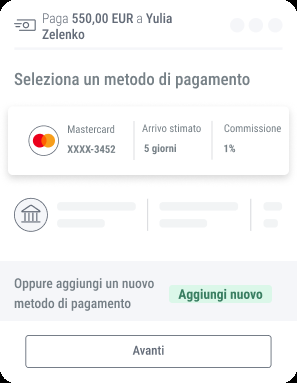 Paga 550,00 EUR a Yulia
Zelenko
Seleziona un metodo di pagamento
Mastercard
XXXX-3452
Arrivo stimato
5 giorni
Commissione
1%
Oppure aggiungi un nuovo
metodo di pagamento
Aggiungi nuovo
Avanti